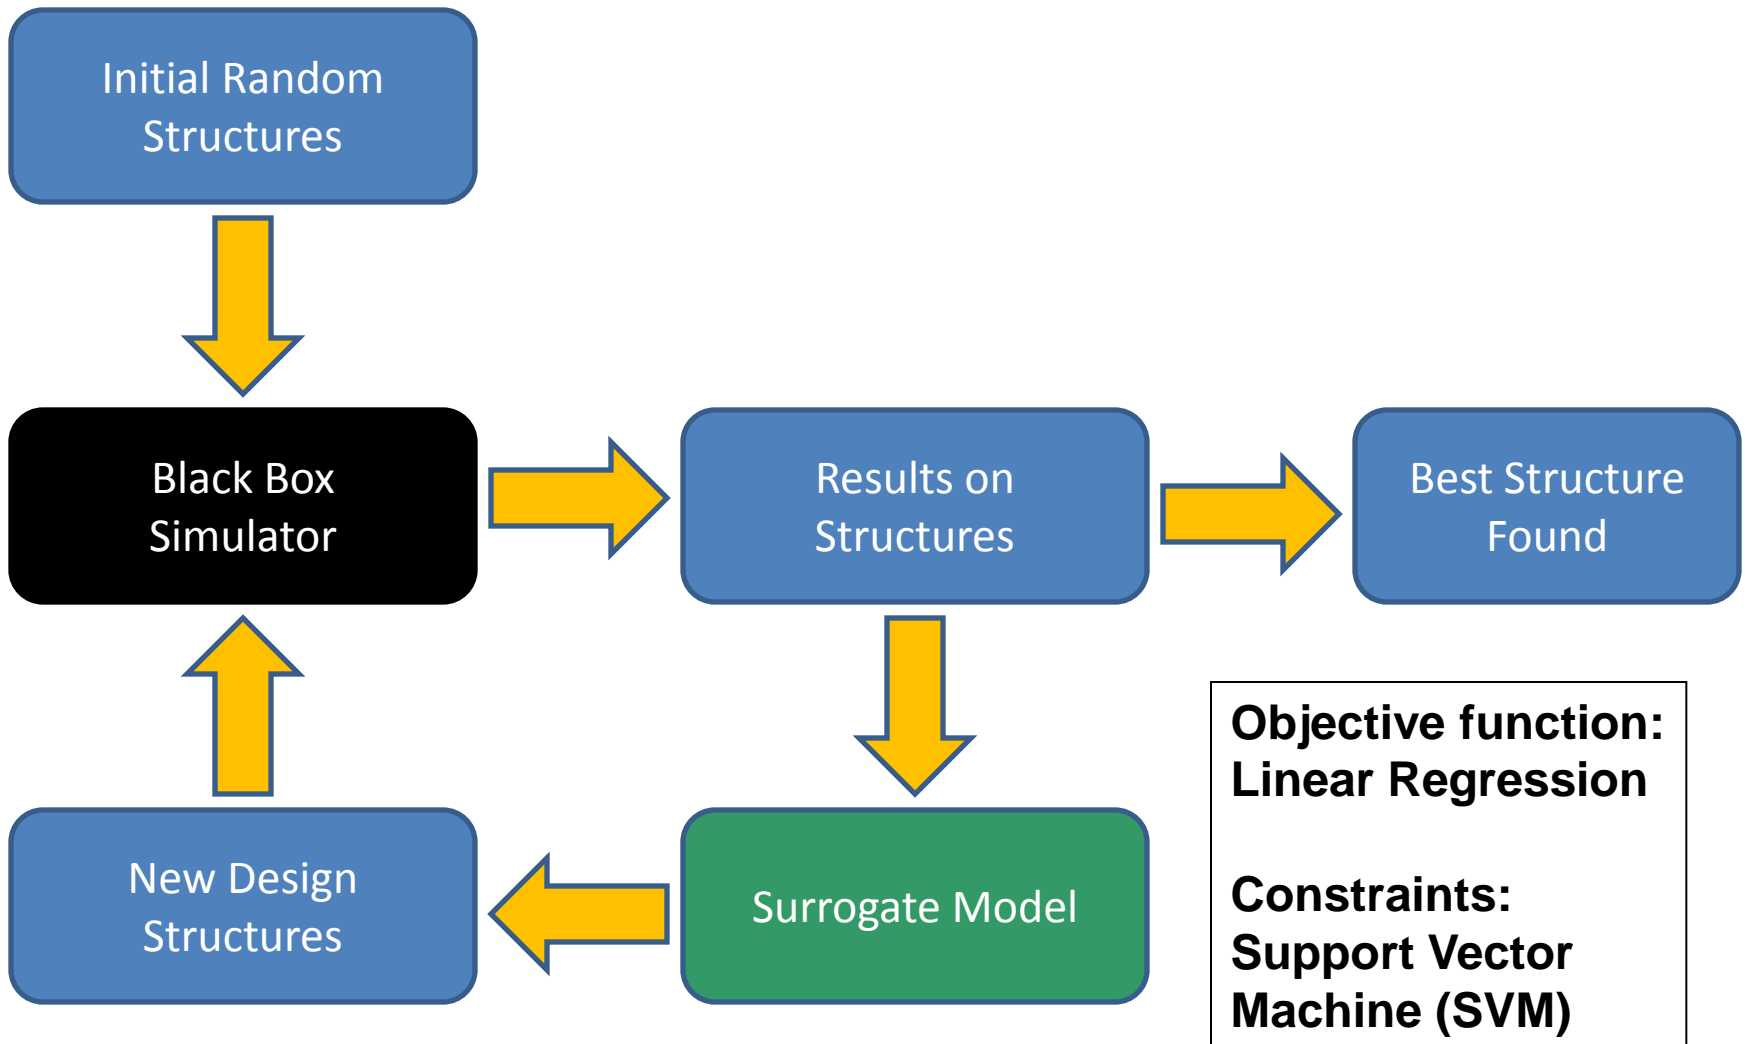 Initial Random
Structures
Black Box
Simulator
Results on
Structures
Best Structure
Found
New Design
Structures
Surrogate Model
Objective function:
Linear Regression
Constraints:
Support Vector
Machine (SVM)